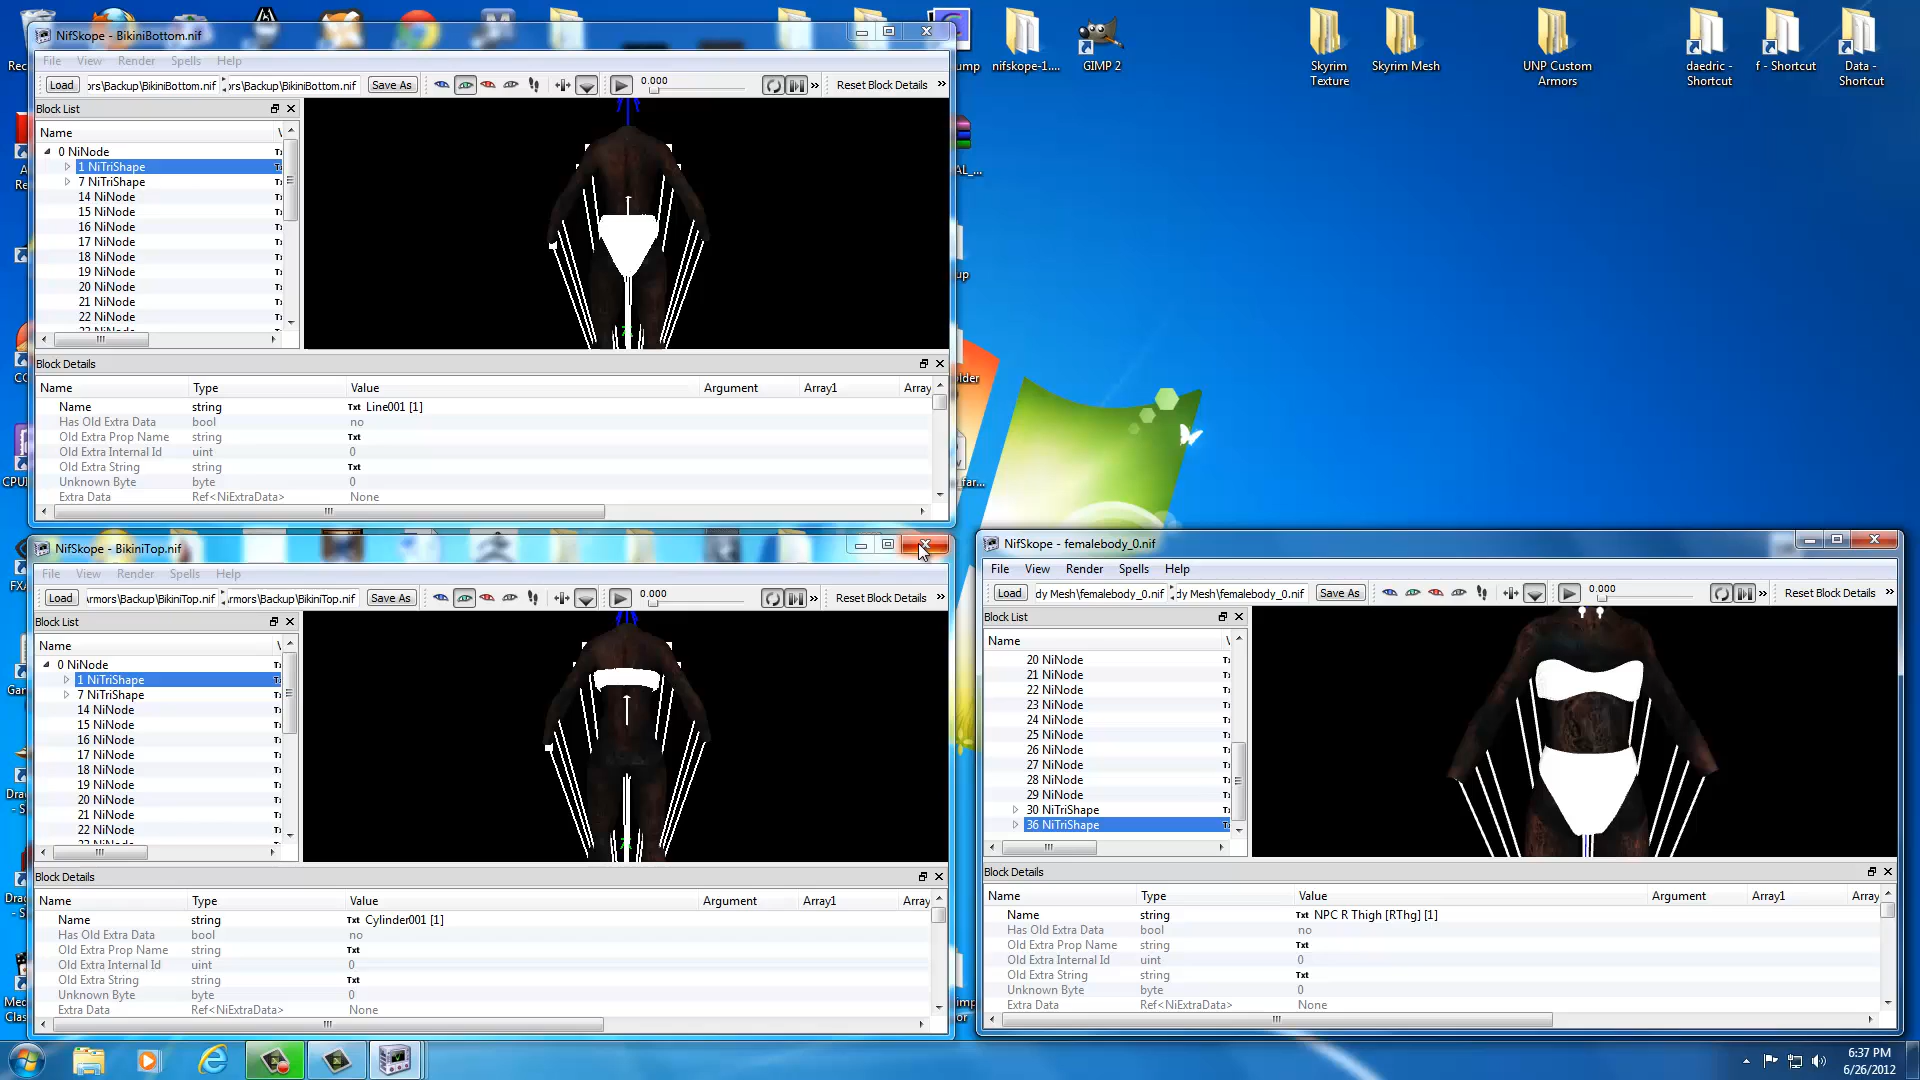 NifSkope - BikiniBottom.nif
File View Render Spells Help
Load ors\Backup\BikiniBottom.nif rs\Backup\BikiniBottom.nif Save As 0.000 » Reset Block Details »
Block List
Name
0 NiNode
1 NiTriShape
7 NiTriShape
14 NiNode
15 NiNode
16 NiNode
17 NiNode
18 NiNode
19 NiNode
20 NiNode
21 NiNode
22 NiNode
Block Details
Name Type Value Argument Array1 Array
Name string Txt Line001 [1]
Has Old Extra Data bool no
Old Extra Prop Name string Txt
Old Extra Internal Id uint 0
Old Extra String string Txt
Unknown Byte byte 0
Extra Data Ref<NiExtraData> None
nifskope-1....
GIMP 2
Skyrim
Texture
Skyrim Mesh
UNP Custom
Armors
daedric -
Shortcut
f - Shortcut
Data -
Shortcut
NifSkope - BikiniTop.nif
File View Render Spells Help
Load Armors\Backup\BikiniTop.nif Armors\Backup\BikiniTop.nif Save As 0.000 » Reset Block Details »
Block List
Name
0 NiNode
1 NiTriShape
7 NiTriShape
14 NiNode
15 NiNode
16 NiNode
17 NiNode
18 NiNode
19 NiNode
20 NiNode
21 NiNode
22 NiNode
Block Details
Name Type Value Argument Array1 Array
Name string Txt Cylinder001 [1]
Has Old Extra Data bool no
Old Extra Prop Name string Txt
Old Extra Internal Id uint 0
Old Extra String string Txt
Unknown Byte byte 0
Extra Data Ref<NiExtraData> None
NifSkope - femalebody_0.nif
File View Render Spells Help
Load dy Mesh\femalebody_0.nif dy Mesh\femalebody_0.nif Save As 0.000 » Reset Block Details »
Block List
Name
20 NiNode
21 NiNode
22 NiNode
23 NiNode
24 NiNode
25 NiNode
26 NiNode
27 NiNode
28 NiNode
29 NiNode
30 NiTriShape
36 NiTriShape
Block Details
Name Type Value Argument Array1 Array
Name string Txt NPC R Thigh [RThg] [1]
Has Old Extra Data bool no
Old Extra Prop Name string Txt
Old Extra Internal Id uint 0
Old Extra String string Txt
Unknown Byte byte 0
Extra Data Ref<NiExtraData> None
6:37 PM
6/26/2012